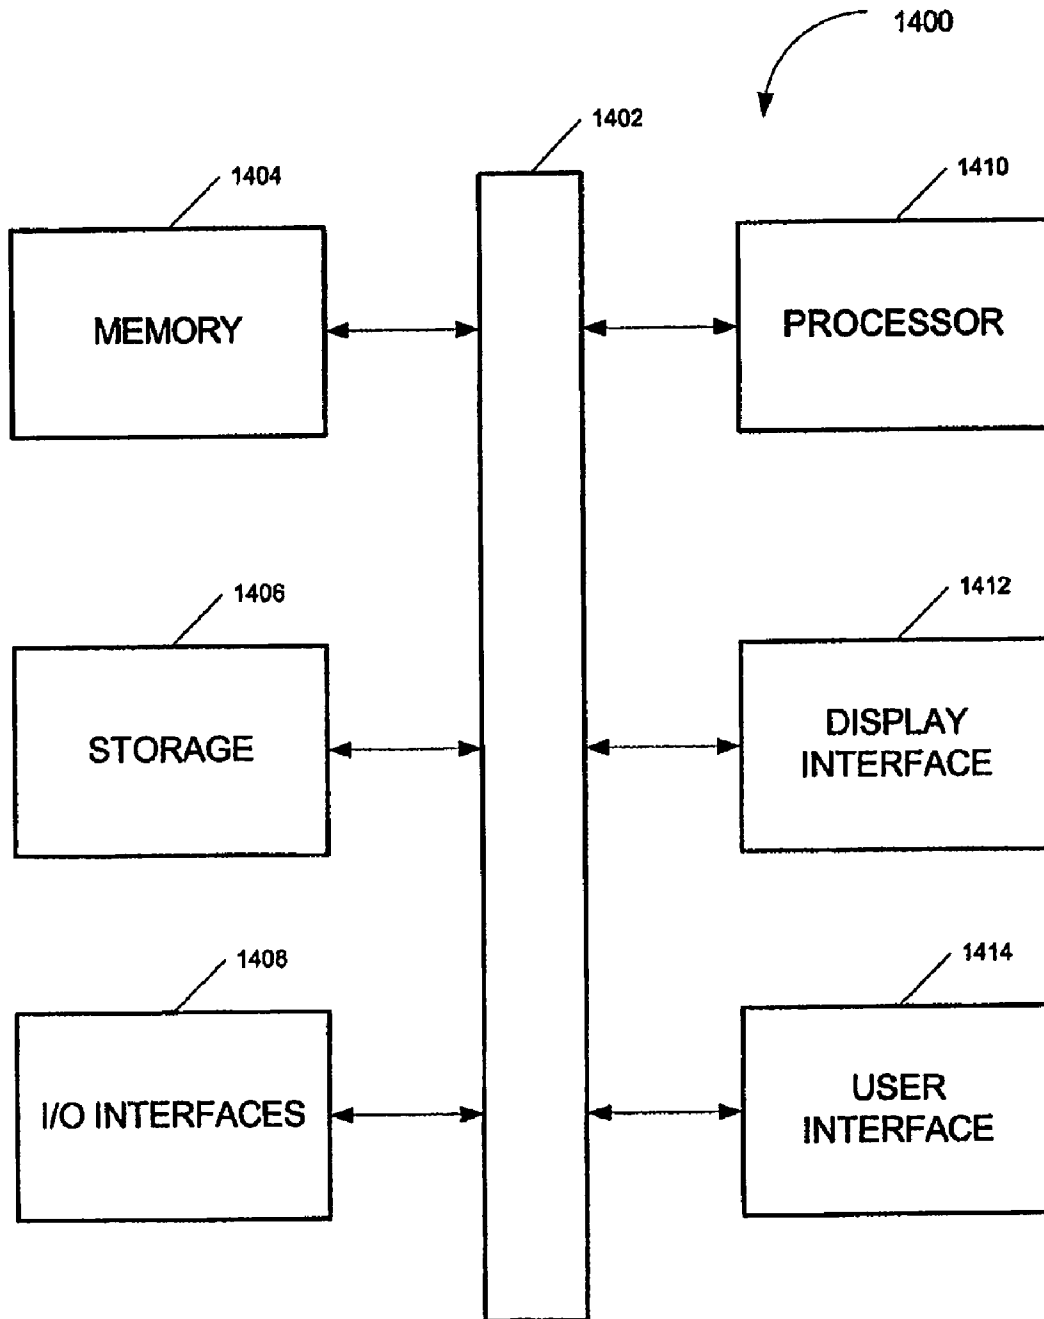 1400
1402
1404
1410
MEMORY
PROCESSOR
1406
1412
STORAGE
DISPLAY
INTERFACE
1408
1414
I/O INTERFACES
USER
INTERFACE